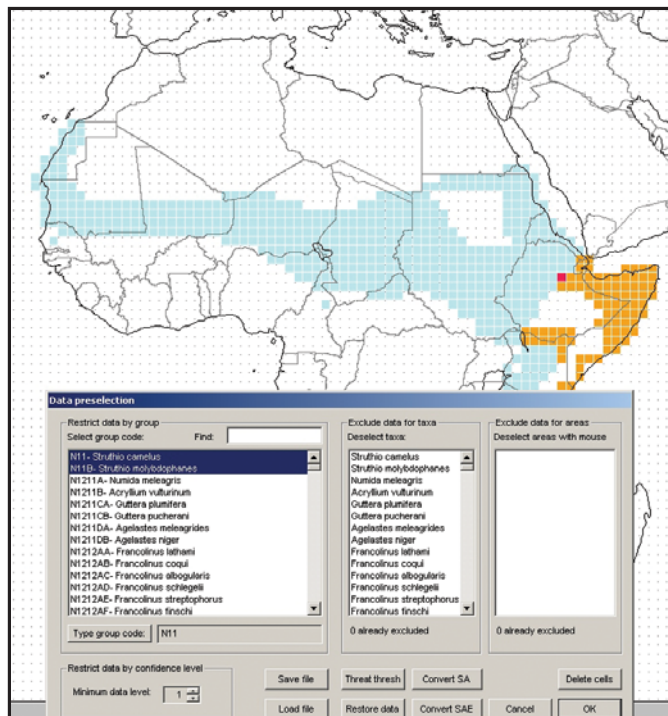 Data preselection
Restrict data by group
Select group code:
Find:
N11- Struthio camelus
N11B- Struthio molybdophanes
N1211A- Numida meleagris
N1211B- Acryllium vulturinum
N1211CA- Guttera plumifera
N1211CB- Guttera pucherani
N1211DA- Agelastes meleagrides
N1211DB- Agelastes niger
N1212AA- Francolinus lathami
N1212AB- Francolinus coqui
N1212AC- Francolinus albogularis
N1212AD- Francolinus schlegelii
N1212AE- Francolinus streptophorus
N1212AF- Francolinus finschi
Type group code:
N11
Exclude data for taxa
Deselect taxa:
Struthio camelus
Struthio molybdophanes
Numida meleagris
Acryllium vulturinum
Guttera plumifera
Guttera pucherani
Agelastes meleagrides
Agelastes niger
Francolinus lathami
Francolinus coqui
Francolinus albogularis
Francolinus schlegelii
Francolinus streptophorus
Francolinus finschi
0 already excluded
Exclude data for areas
Deselect areas with mouse
0 already excluded
Restrict data by confidence level
Minimum data level:
1
Save file
Threat thresh
Convert SA
Delete cells
Load file
Restore data
Convert SAE
Cancel
OK